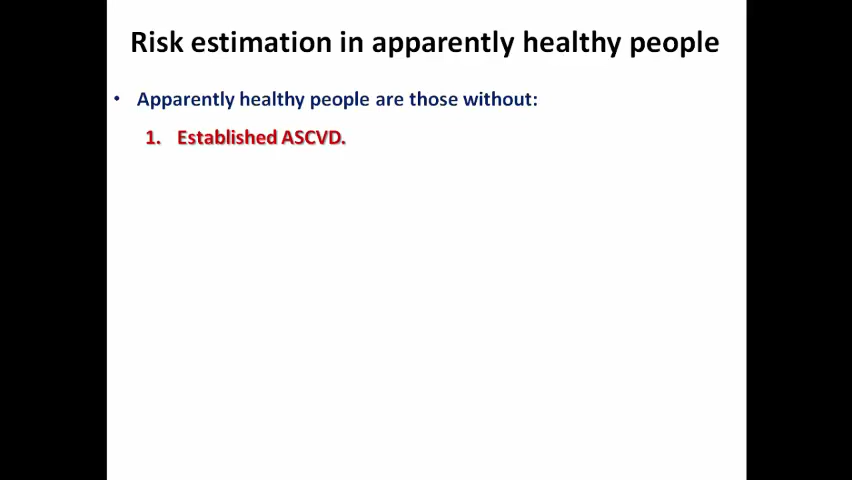 Risk estimation in apparently healthy people
• Apparently healthy people are those without:
1. Established ASCVD.